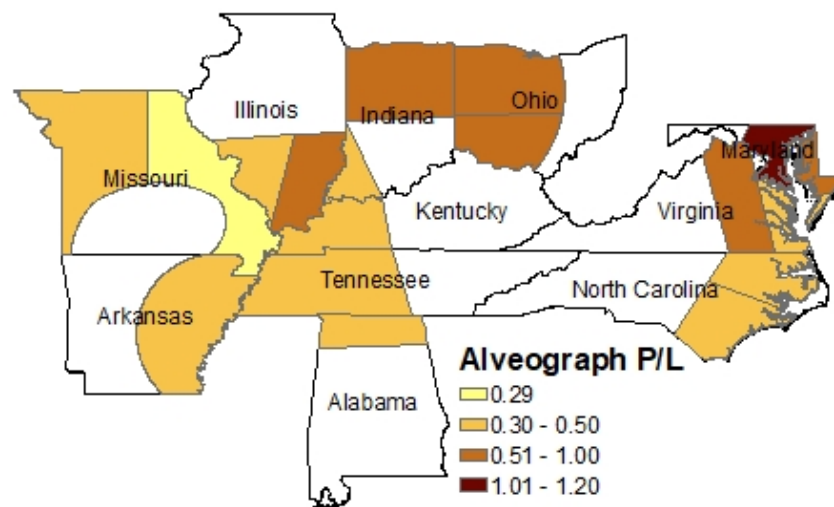 Illinois
Indiana
Ohio
Maryland
Missouri
Kentucky
Virginia
Tennessee
North Carolina
Arkansas
Alabama
Alveograph P/L
0.29
0.30 - 0.50
0.51 - 1.00
1.01 - 1.20